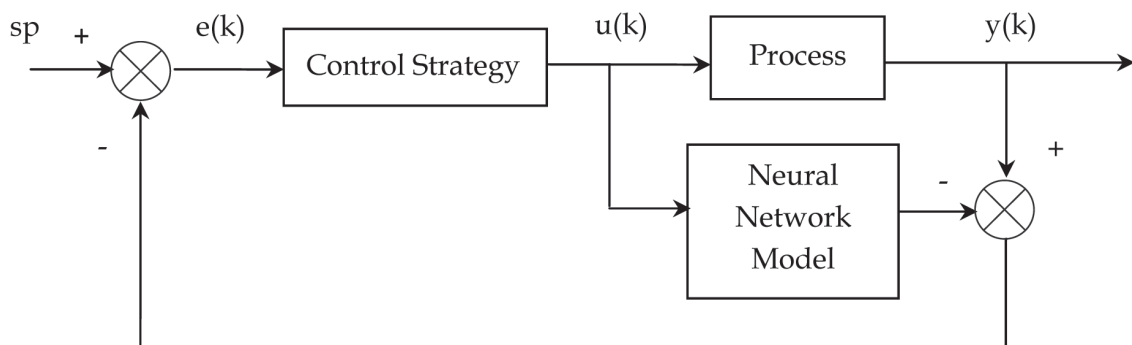 sp + e(k) Control Strategy u(k) Process y(k)
-
Neural
Network
Model
-
+